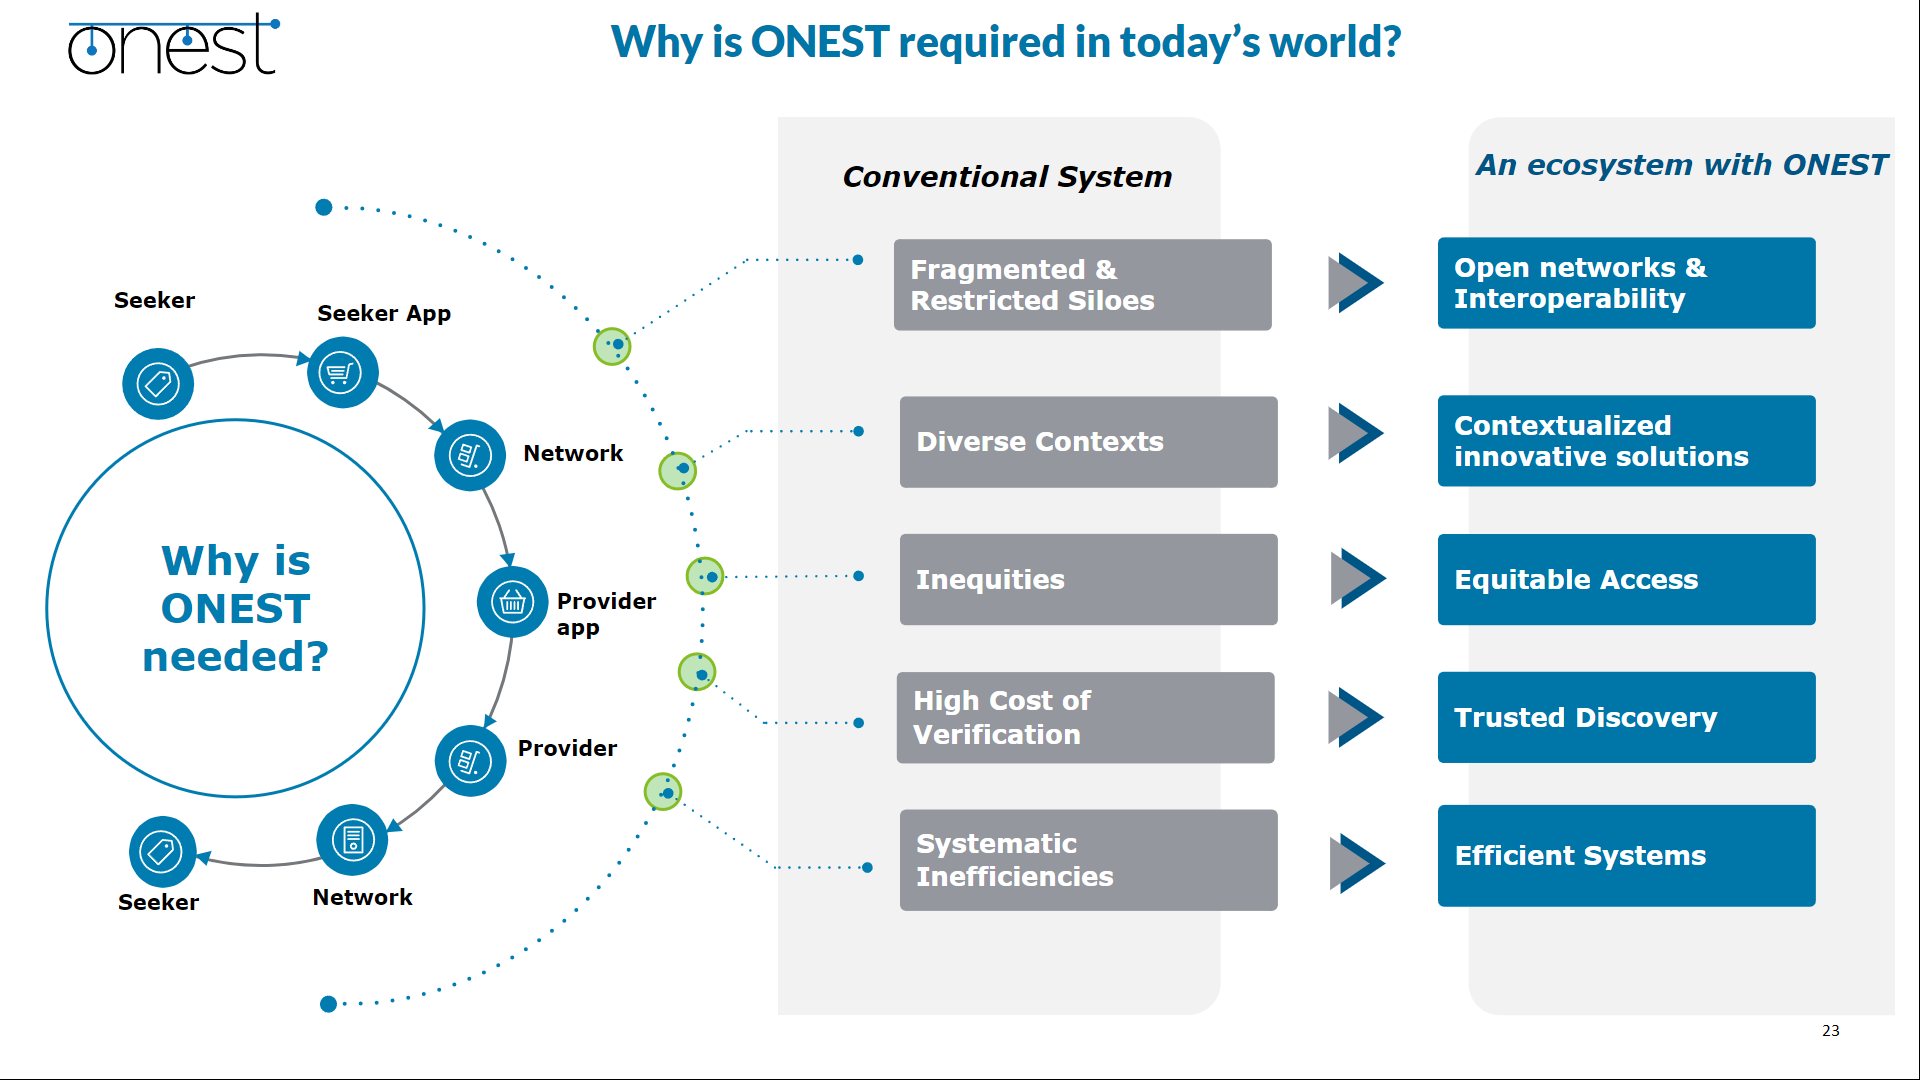 onest
Why is ONEST required in today’s world?
Seeker
Seeker App
Network
Provider
app
Provider
Network
Seeker
Why is
ONEST
needed?
Conventional System
Fragmented &
Restricted Siloes
Diverse Contexts
Inequities
High Cost of
Verification
Systematic
Inefficiencies
An ecosystem with ONEST
Open networks &
Interoperability
Contextualized
innovative solutions
Equitable Access
Trusted Discovery
Efficient Systems
23